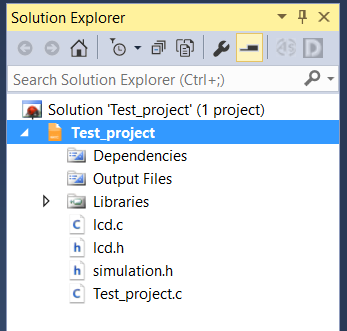 Solution Explorer
Search Solution Explorer (Ctrl+;)
Solution 'Test_project' (1 project)
Test_project
Dependencies
Output Files
Libraries
lcd.c
lcd.h
simulation.h
Test_project.c